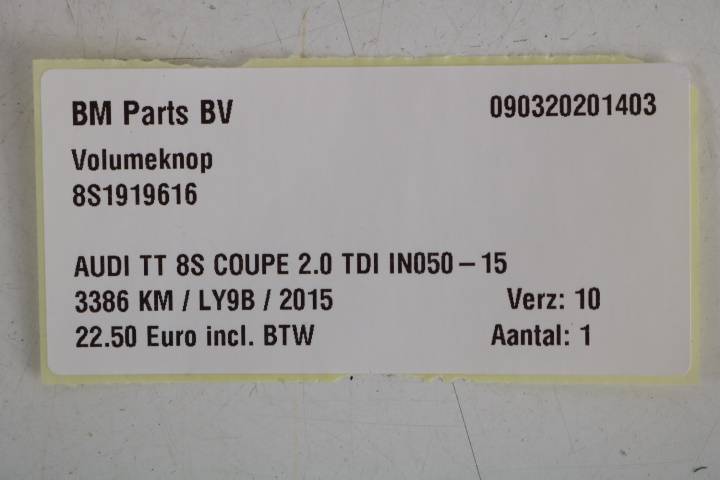 BM Parts BV 090320201403
Volumeknop
8S1919616
AUDI TT 8S COUPE 2.0 TDI IN050 – 15
3386 KM / LY9B / 2015 Verz: 10
22.50 Euro incl. BTW Aantal: 1